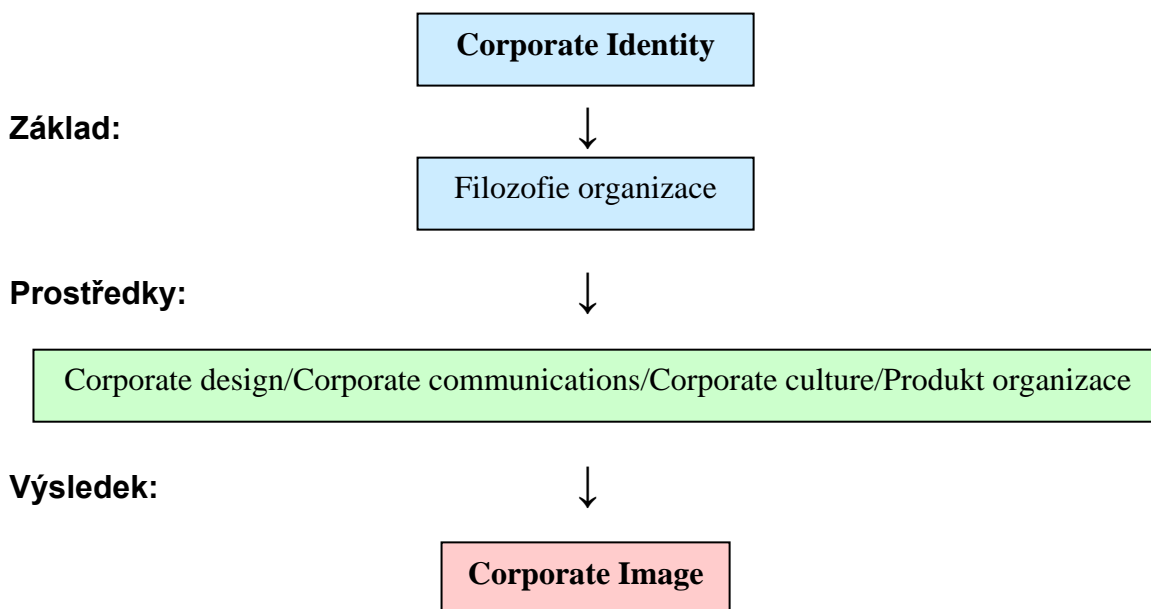 Corporate Identity
Základ:
↓
Filozofie organizace
Prostředky:
↓
Corporate design/Corporate communications/Corporate culture/Produkt organizace
Výsledek:
↓
Corporate Image